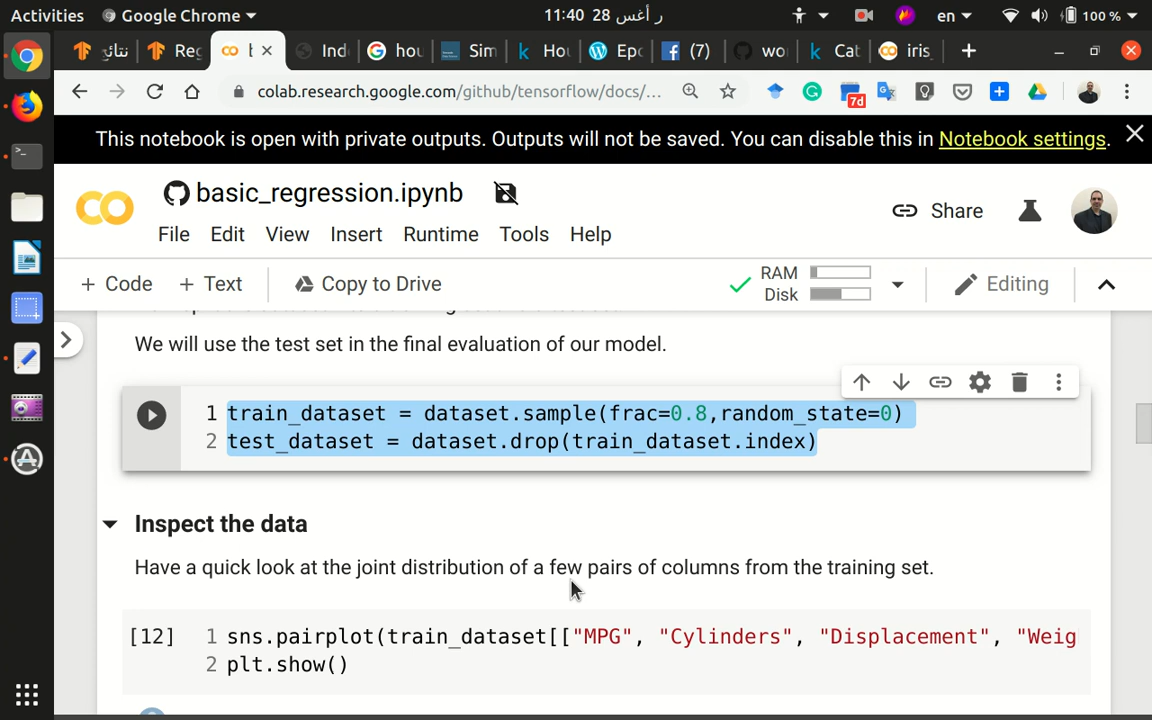 Activities Google Chrome ر أغس 28 11:40 en 100 %
نتائج Reg Ind hou Sim Hou Epo (7) wo Cat iris_
colab.research.google.com/github/tensorflow/docs/... 7d
This notebook is open with private outputs. Outputs will not be saved. You can disable this in Notebook settings.
basic_regression.ipynb
Share
File Edit View Insert Runtime Tools Help
+ Code + Text Copy to Drive RAM Disk Editing
We will use the test set in the final evaluation of our model.
1 train_dataset = dataset.sample(frac=0.8,random_state=0)
2 test_dataset = dataset.drop(train_dataset.index)
Inspect the data
Have a quick look at the joint distribution of a few pairs of columns from the training set.
[12] 1 sns.pairplot(train_dataset[["MPG", "Cylinders", "Displacement", "Weig
2 plt.show()